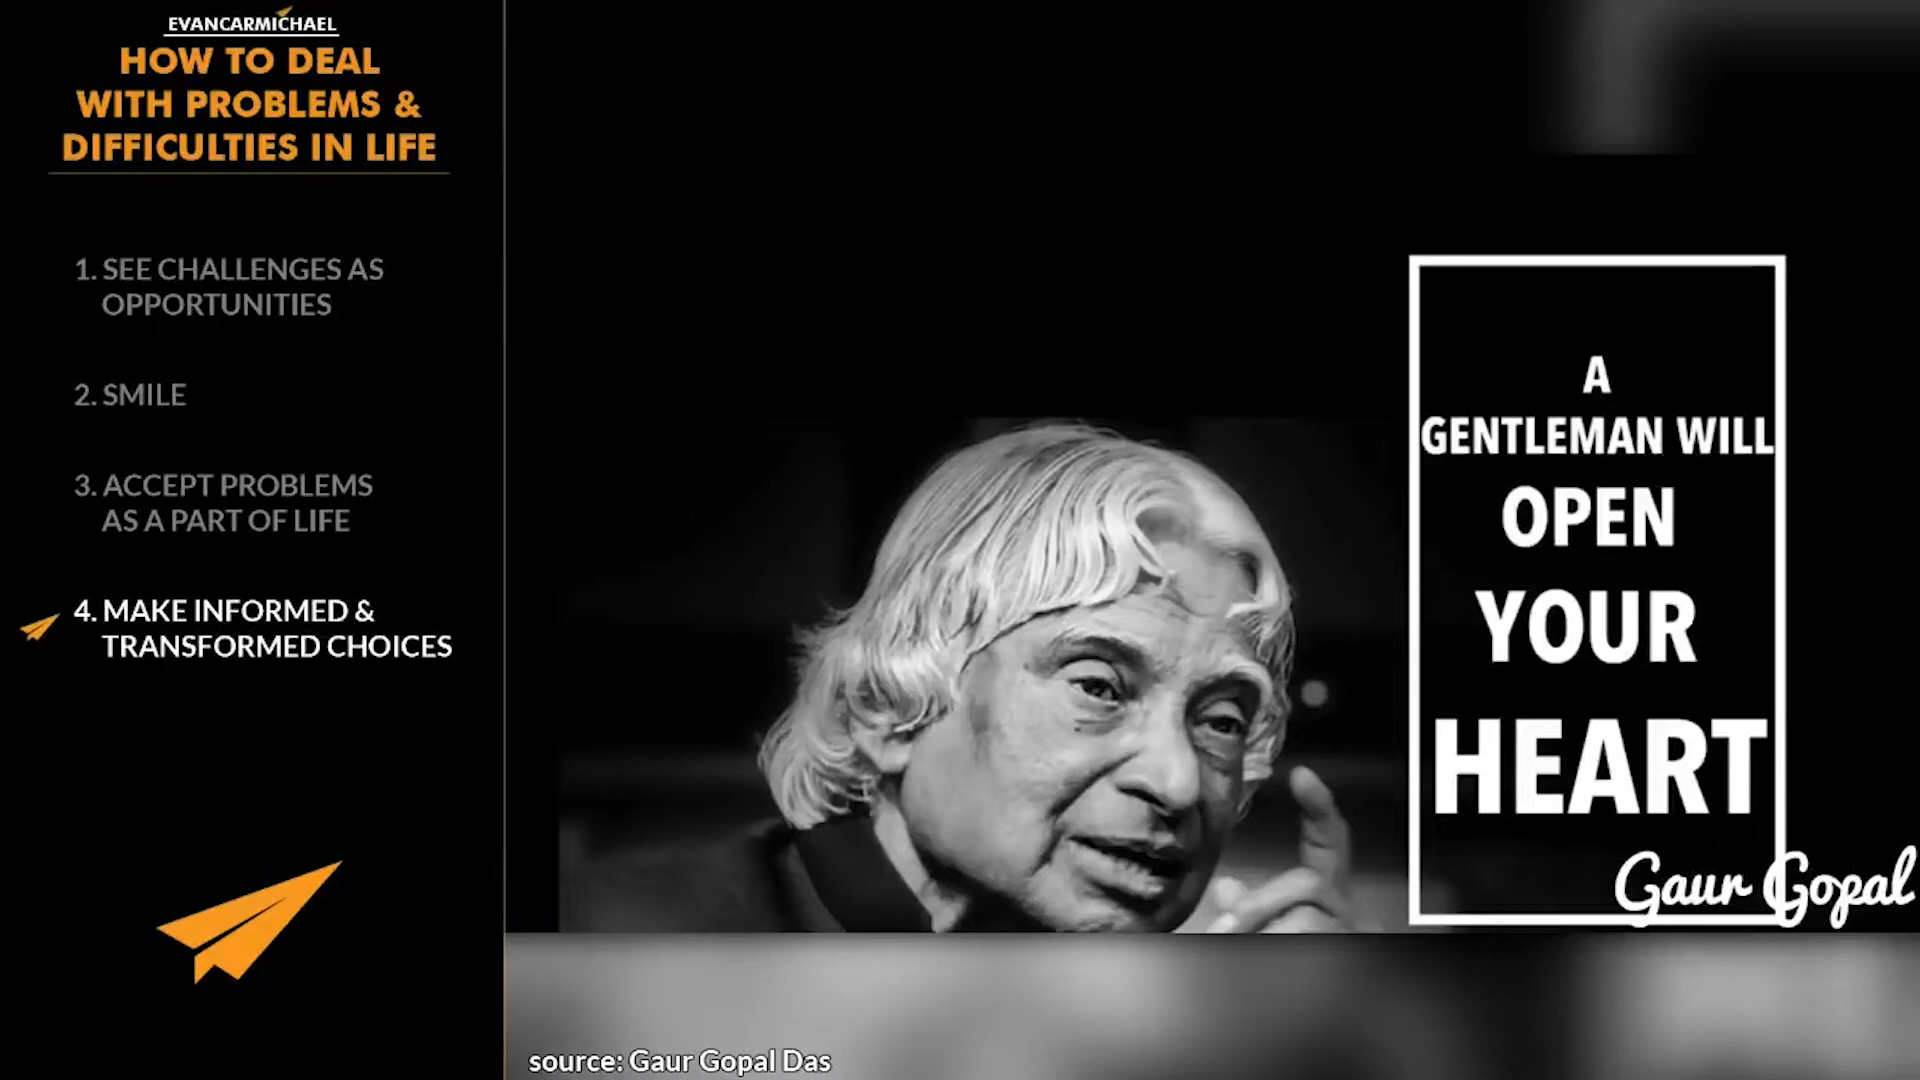 EVANCARMICHAEL
HOW TO DEAL
WITH PROBLEMS &
DIFFICULTIES IN LIFE
1. SEE CHALLENGES AS
OPPORTUNITIES
2. SMILE
3. ACCEPT PROBLEMS
AS A PART OF LIFE
4. MAKE INFORMED &
TRANSFORMED CHOICES
A
GENTLEMAN WILL
OPEN
YOUR
HEART
Gaur Gopal
source: Gaur Gopal Das